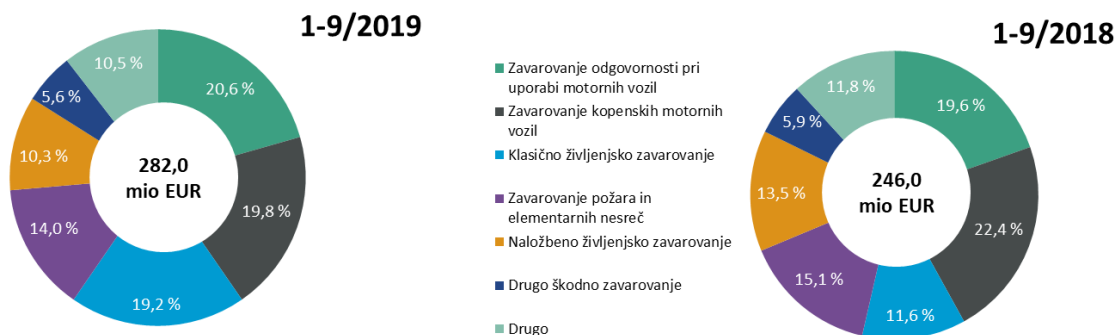 1-9/2019
10,5 %
20,6 %
5,6 %
10,3 %
282,0
mio EUR
14,0 %
19,8 %
19,2 %
Zavarovanje odgovornosti pri
uporabi motornih vozil
Zavarovanje kopenskih motornih
vozil
Klasično življenjsko zavarovanje
Zavarovanje požara in
elementarnih nesreč
Naložbeno življenjsko zavarovanje
Drugo škodno zavarovanje
Drugo
1-9/2018
11,8 %
19,6 %
5,9 %
13,5 %
246,0
mio EUR
22,4 %
15,1 %
11,6 %